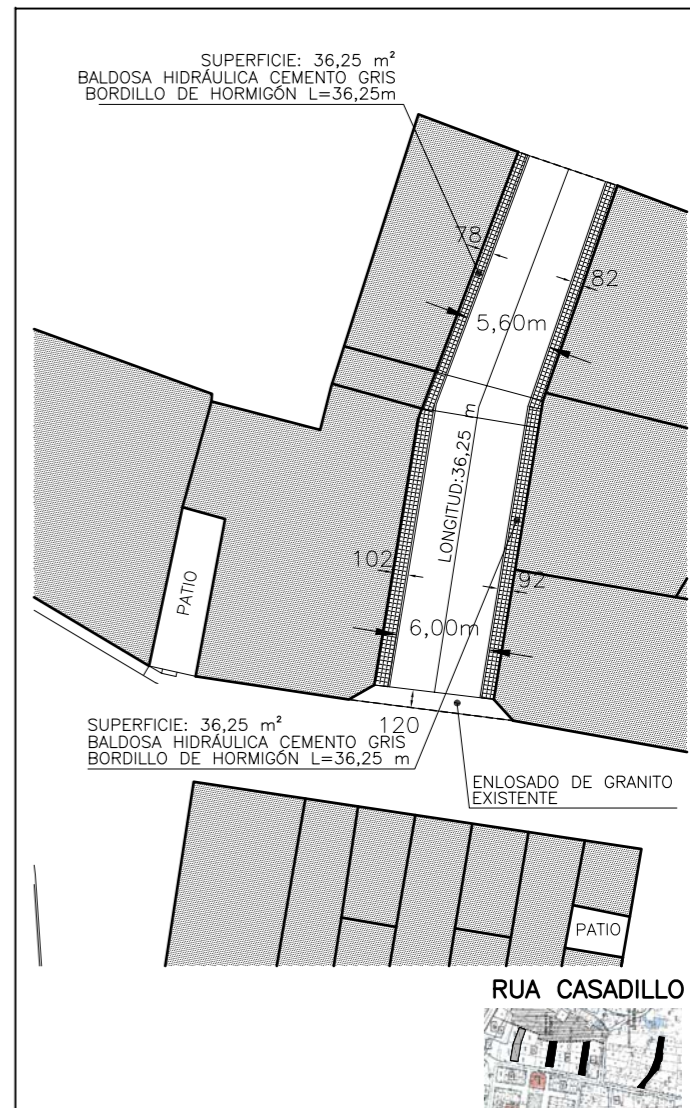 SUPERFICIE: 36,25 m²
BALDOSA HIDRÁULICA CEMENTO GRIS
BORDILLO DE HORMIGÓN L=36,25m
78
82
5,60m
LONGITUD:36,25 m
102
92
PATIO
6,00m
120
SUPERFICIE: 36,25 m²
BALDOSA HIDRÁULICA CEMENTO GRIS
BORDILLO DE HORMIGÓN L=36,25 m
ENLOSADO DE GRANITO
EXISTENTE
PATIO
RUA CASADILLO